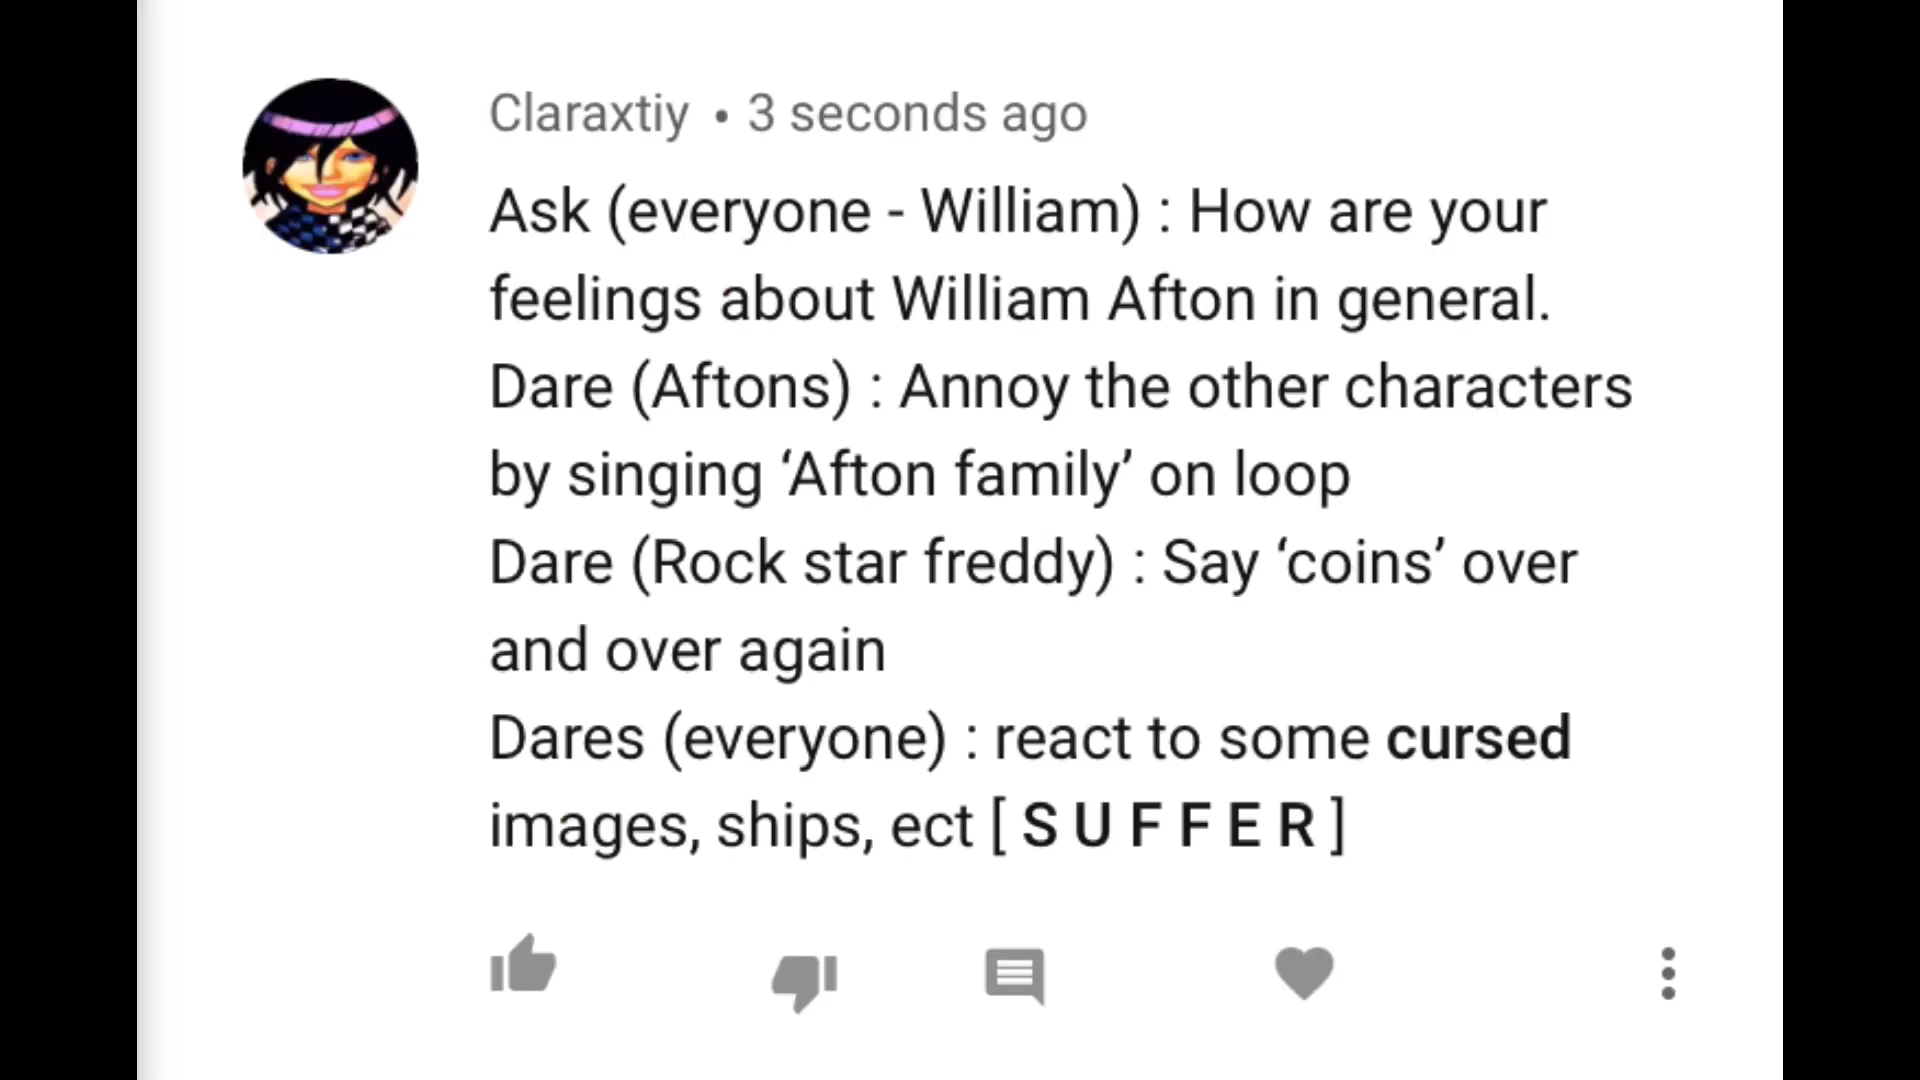 Claraxtiy • 3 seconds ago
Ask (everyone - William) : How are your
feelings about William Afton in general.
Dare (Aftons) : Annoy the other characters
by singing ‘Afton family’ on loop
Dare (Rock star freddy) : Say ‘coins’ over
and over again
Dares (everyone) : react to some cursed
images, ships, ect [ S U F F E R ]